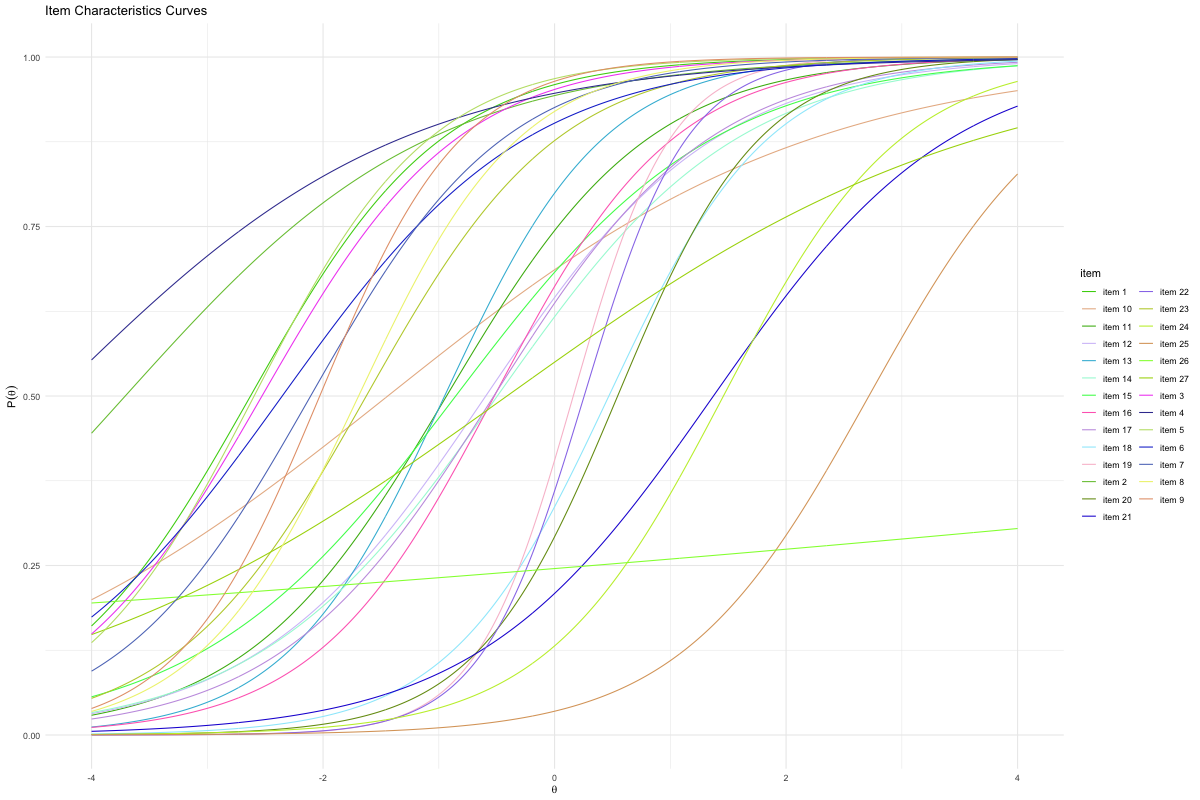 Item Characteristics Curves
P(θ)
1.00
0.75
0.50
0.25
0.00
-4
-2
0
2
4
θ
item
item 1
item 10
item 11
item 12
item 13
item 14
item 15
item 16
item 17
item 18
item 19
item 2
item 20
item 21
item 22
item 23
item 24
item 25
item 26
item 27
item 3
item 4
item 5
item 6
item 7
item 8
item 9